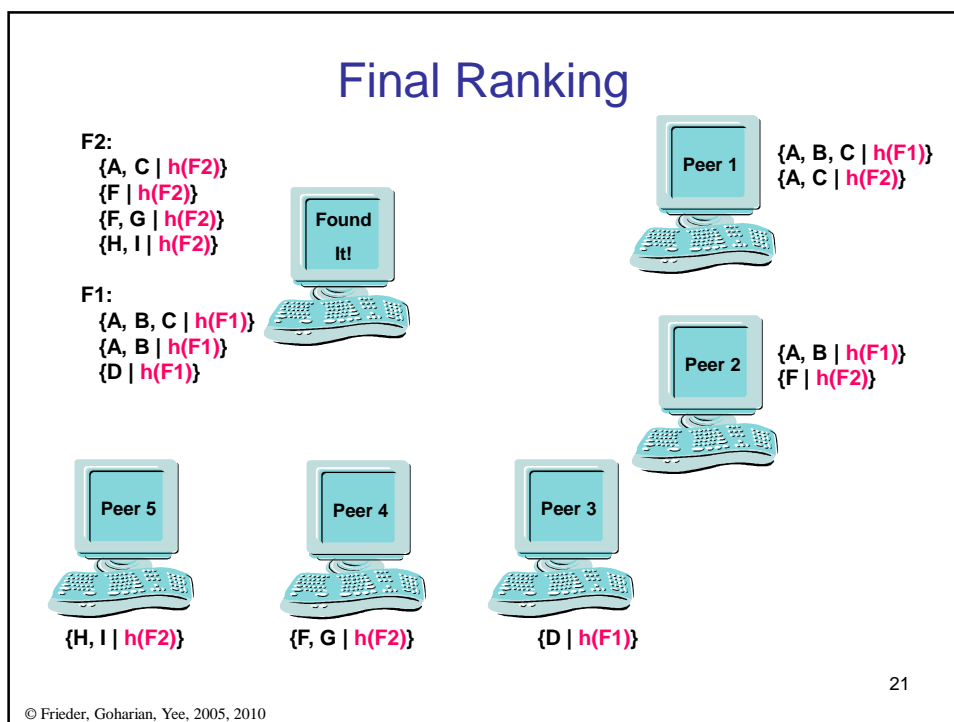 Final Ranking
F2:
{A, C | h(F2)}
{F | h(F2)}
{F, G | h(F2)}
{H, I | h(F2)}
F1:
{A, B, C | h(F1)}
{A, B | h(F1)}
{D | h(F1)}
Found
It!
Peer 1
{A, B, C | h(F1)}
{A, C | h(F2)}
Peer 2
{A, B | h(F1)}
{F | h(F2)}
Peer 5
{H, I | h(F2)}
Peer 4
{F, G | h(F2)}
Peer 3
{D | h(F1)}
21
© Frieder, Goharian, Yee, 2005, 2010